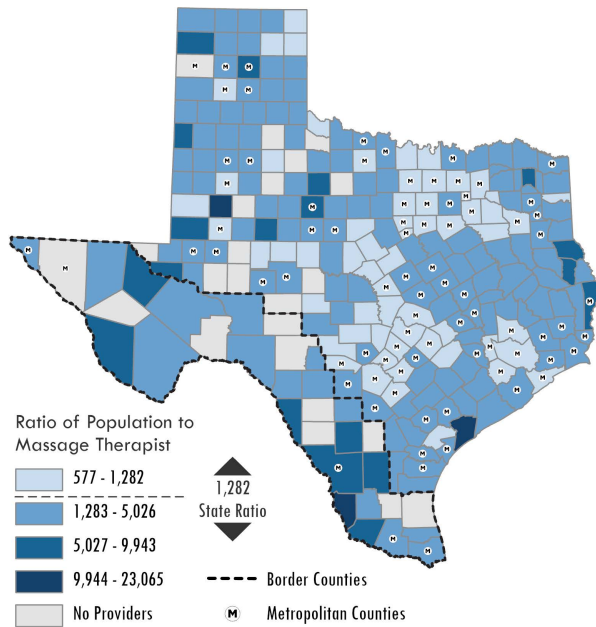 Ratio of Population to
Massage Therapist
577 - 1,282
1,283 - 5,026
5,027 - 9,943
9,944 - 23,065
No Providers
1,282
State Ratio
Border Counties
M Metropolitan Counties